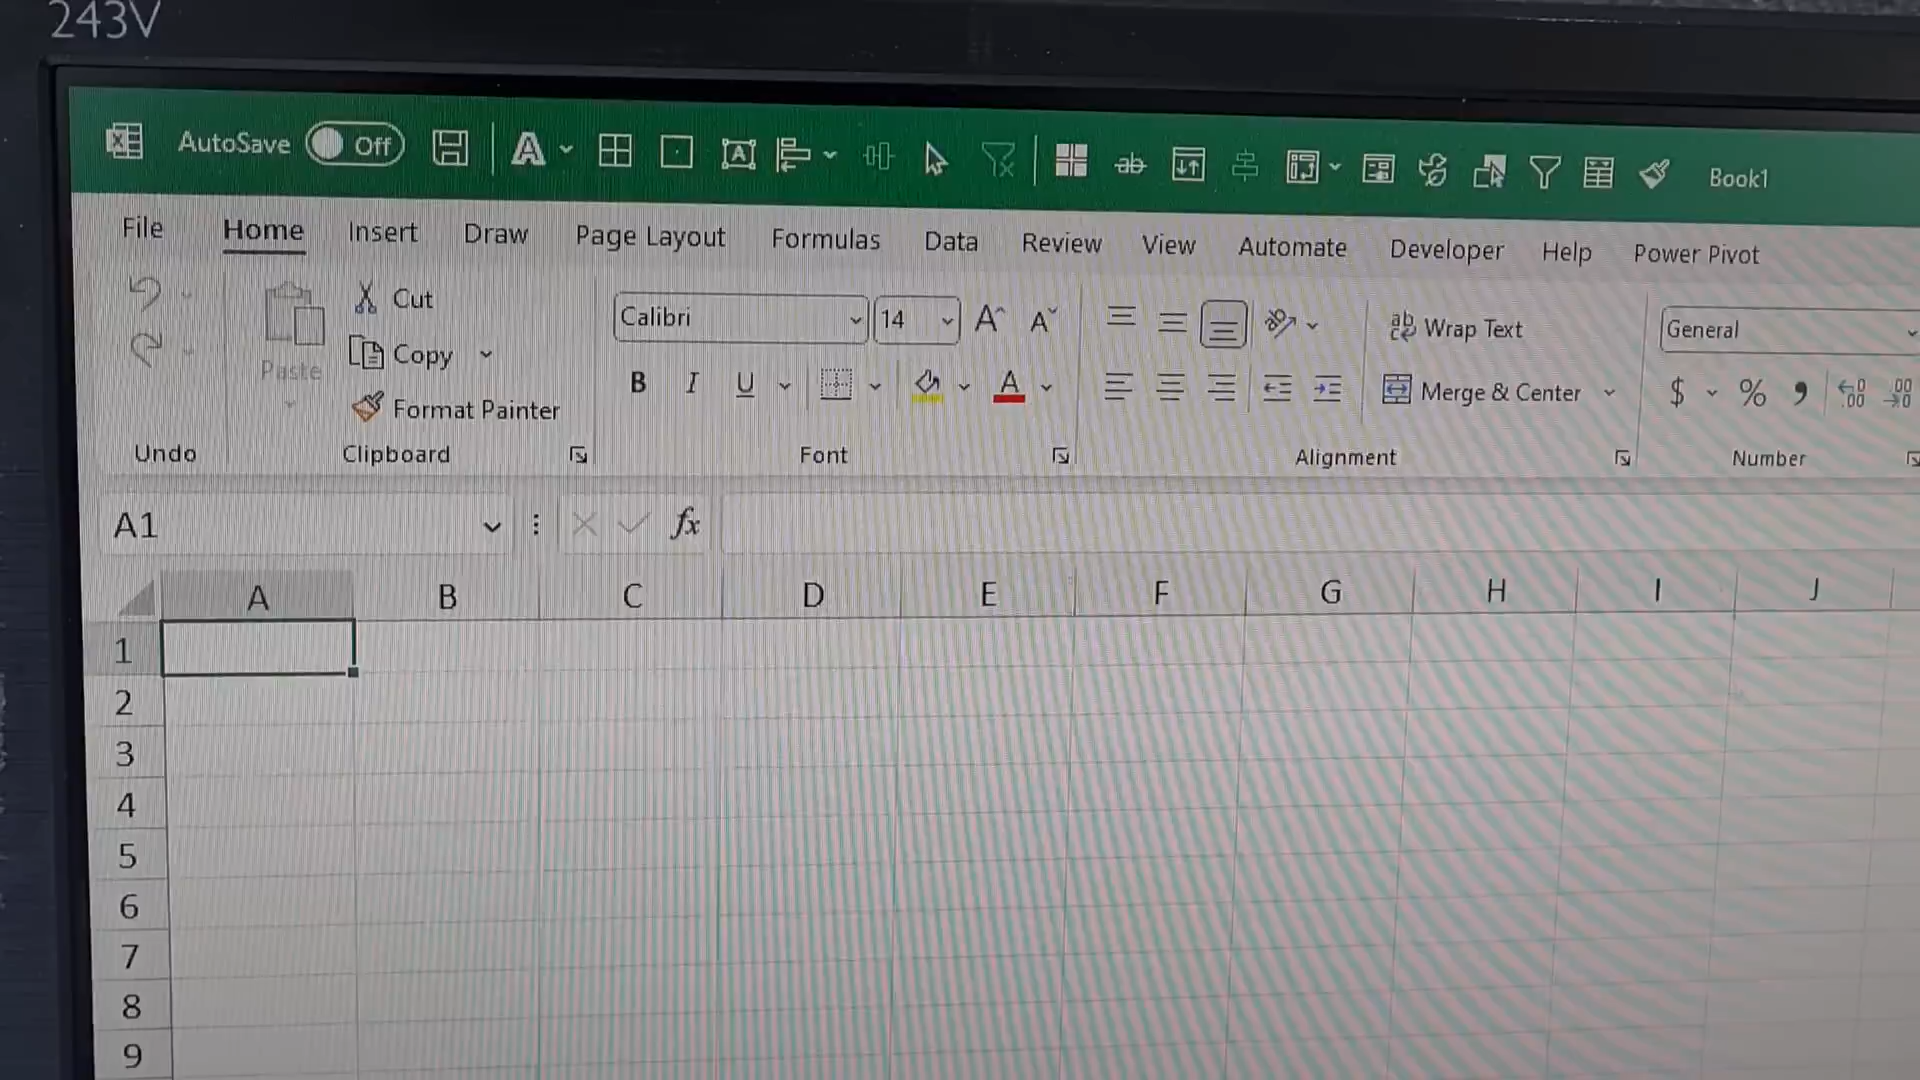 243V
AutoSave Off Book1
File Home Insert Draw Page Layout Formulas Data Review View Automate Developer Help Power Pivot
Cut
Calibri 14
Wrap Text
General
Paste
Copy
B I U A
Merge & Center
$ % ,
Format Painter
Undo Clipboard Font Alignment Number
A1 fx
A B C D E F G H I J
1
2
3
4
5
6
7
8
9